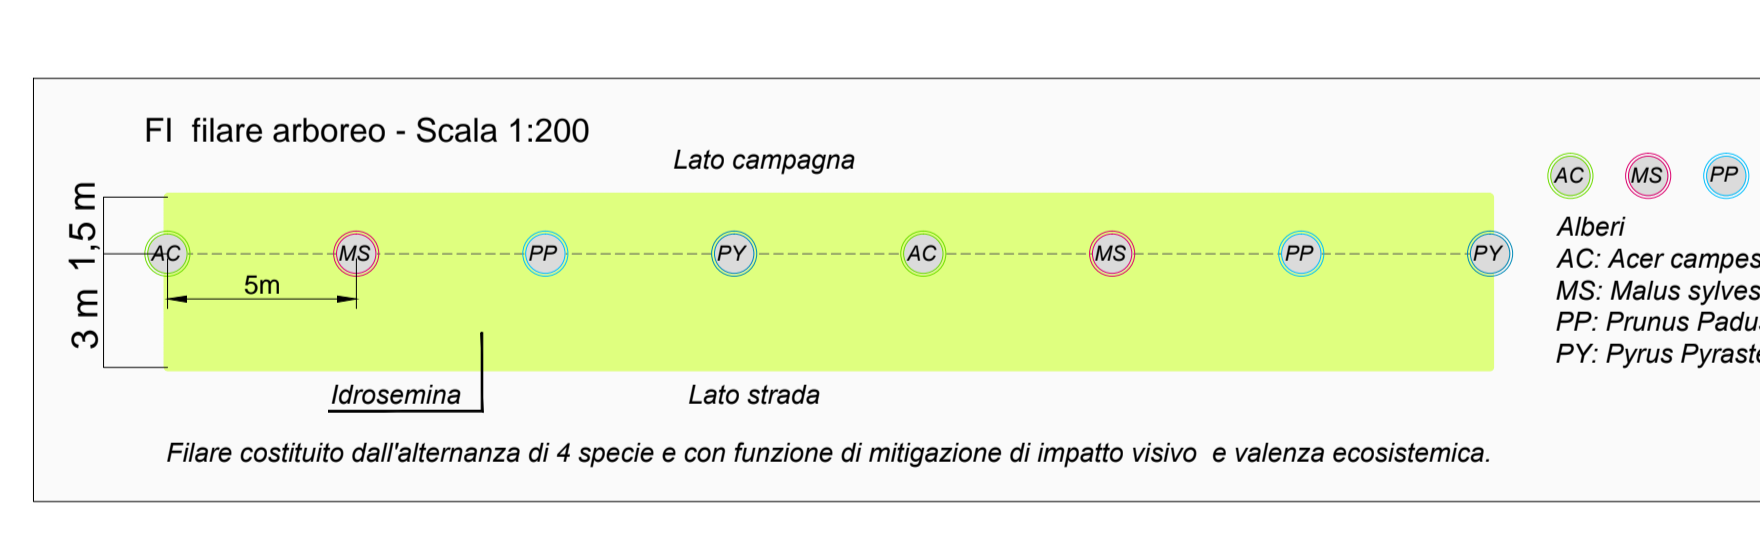 FI filare arboreo - Scala 1:200
Lato campagna
1,5 m
3 m
AC MS PP PY AC MS PP PY
5m
Idrosemina
Lato strada
Filare costituito dall'alternanza di 4 specie e con funzione di mitigazione di impatto visivo e valenza ecosistemica.
AC MS PP
Alberi
AC: Acer campes
MS: Malus sylves
PP: Prunus Padu
PY: Pyrus Pyraste